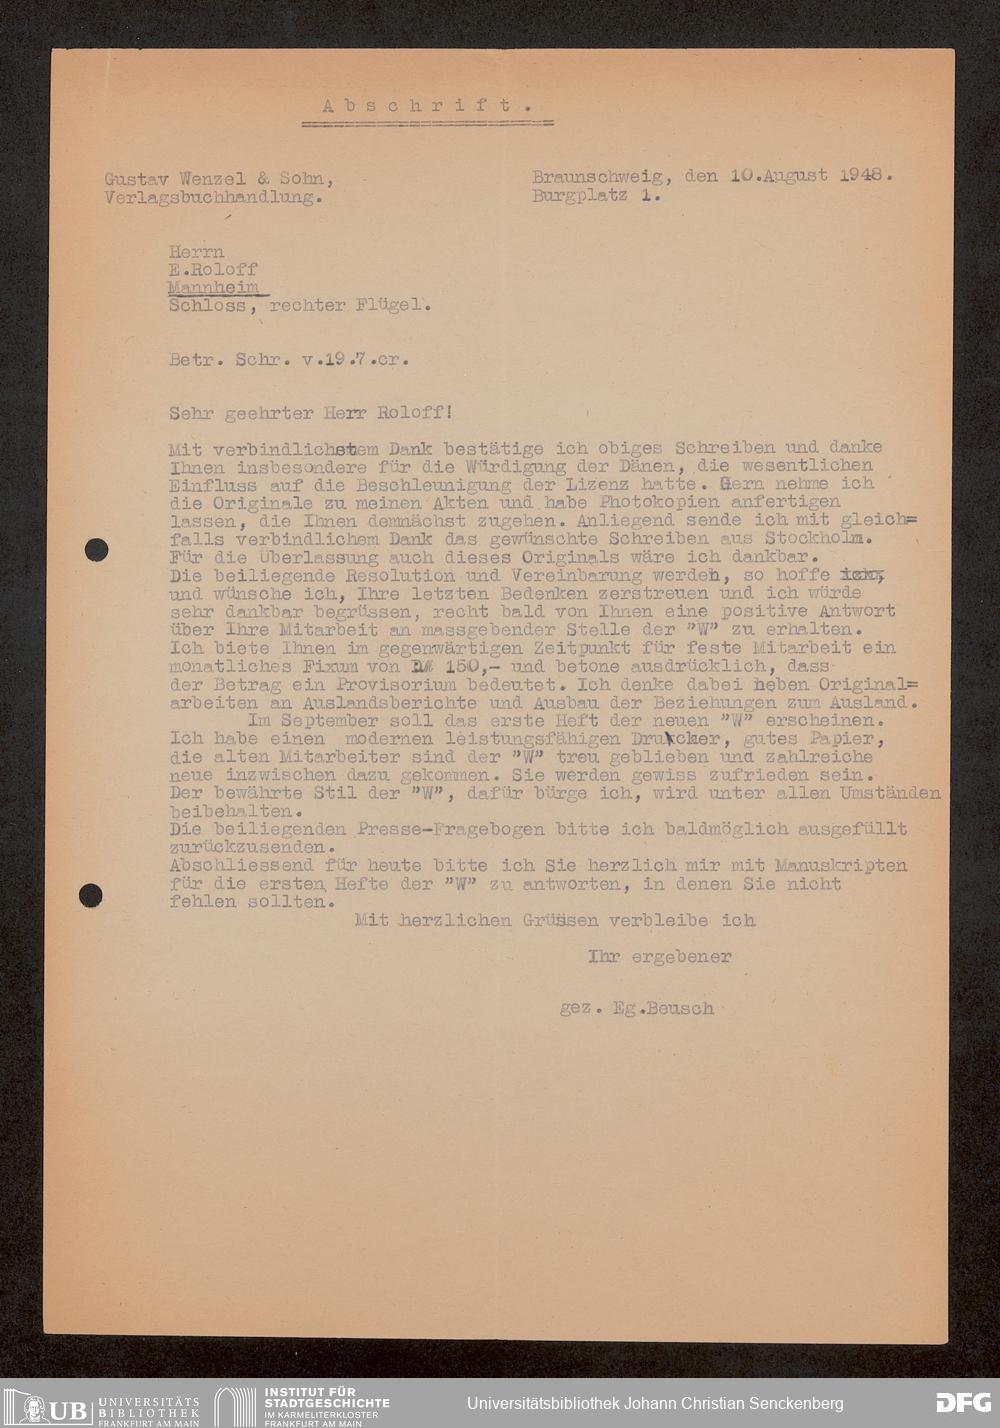 A b s c h r i f t .
Gustav Wenzel & Sohn,
Verlagsbuchhandlung.
Braunschweig, den 10.August 1948.
Burgplatz 1.
Herrn
E.Roloff
Mannheim
Schloss, rechter Flügel.
Betr. Schr. v.19.7.cr.
Sehr geehrter Herr Roloff!
Mit verbindlichstem Dank bestätige ich obiges Schreiben und danke
Ihnen insbesondere für die Würdigung der Dänen, die wesentlichen
Einfluss auf die Beschleunigung der Lizenz hatte. Gern nehme ich
die Originale zu meinen Akten und habe Photokopien anfertigen
lassen, die Ihnen demnächst zugehen. Anliegend sende ich mit gleich=
falls verbindlichem Dank das gewünschte Schreiben aus Stockholm.
Für die Überlassung auch dieses Originals wäre ich dankbar.
Die beiliegende Resolution und Vereinbarung werden, so hoffe ich,
und wünsche ich, Ihre letzten Bedenken zerstreuen und ich würde
sehr dankbar begrüssen, recht bald von Ihnen eine positive Antwort
über Ihre Mitarbeit an massgebender Stelle der "W" zu erhalten.
Ich biete Ihnen im gegenwärtigen Zeitpunkt für feste Mitarbeit ein
monatliches Fixum von DM 150,- und betone ausdrücklich, dass
der Betrag ein Provisorium bedeutet. Ich denke dabei neben Original=
arbeiten an Auslandsberichte und Ausbau der Beziehungen zum Ausland.
Im September soll das erste Heft der neuen "W" erscheinen.
Ich habe einen modernen leistungsfähigen Drucker, gutes Papier,
die alten Mitarbeiter sind der "W" treu geblieben und zahlreiche
neue inzwischen dazu gekommen. Sie werden gewiss zufrieden sein.
Der bewährte Stil der "W", dafür bürge ich, wird unter allen Umständen
beibehalten.
Die beiliegenden Presse-Fragebogen bitte ich baldmöglich ausgefüllt
zurückzusenden.
Abschliessend für heute bitte ich Sie herzlich mir mit Manuskripten
für die ersten Hefte der "W" zu antworten, in denen Sie nicht
fehlen sollten.
Mit herzlichen Grüssen verbleibe ich
Ihr ergebener
gez. Eg.Beusch
UB UNIVERSITÄTS
BIBLIOTHEK
FRANKFURT AM MAIN
INSTITUT FÜR
STADTGESCHICHTE
IM KARMELITERKLOSTER
FRANKFURT AM MAIN
Universitätsbibliothek Johann Christian Senckenberg
DFG